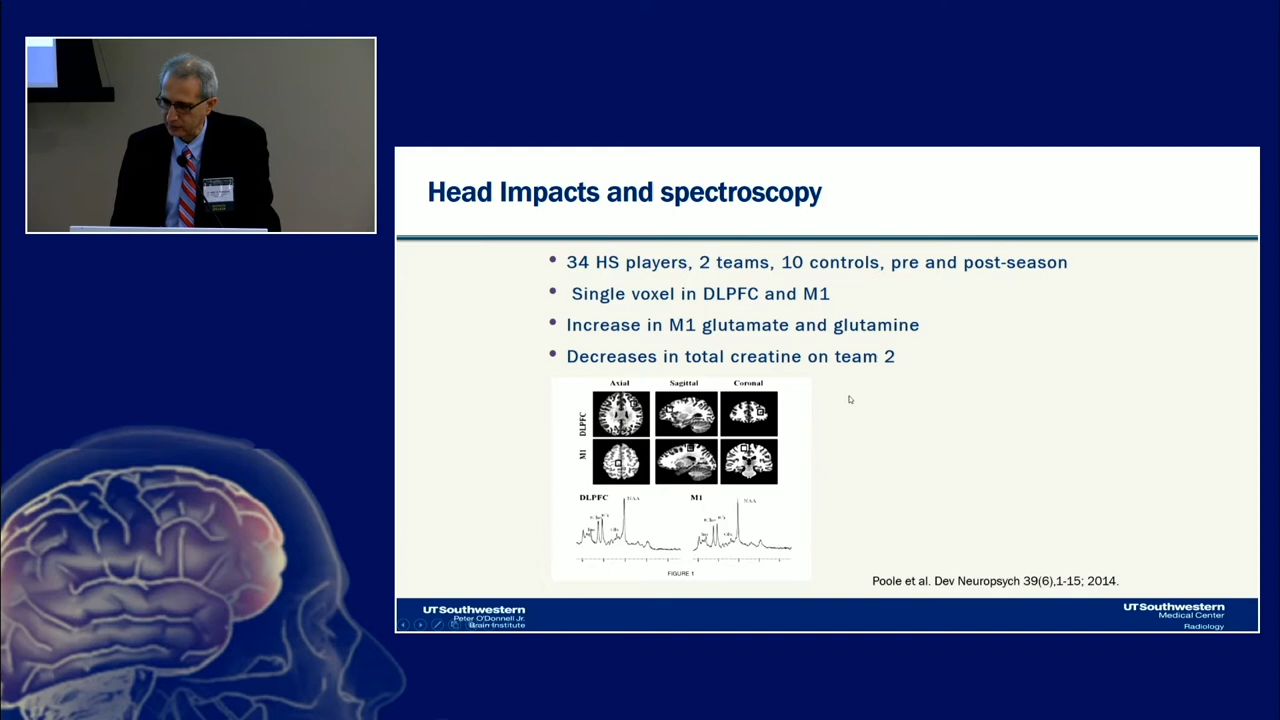 Head Impacts and spectroscopy
• 34 HS players, 2 teams, 10 controls, pre and post-season
• Single voxel in DLPFC and M1
• Increase in M1 glutamate and glutamine
• Decreases in total creatine on team 2
Axial Sagittal Coronal
DLPFC
M1
DLPFC M1
NAA NAA
FIGURE 1
Poole et al. Dev Neuropsych 39(6),1-15; 2014.
UTSouthwestern
Peter O'Donnell Jr.
Brain Institute
UTSouthwestern
Medical Center
Radiology